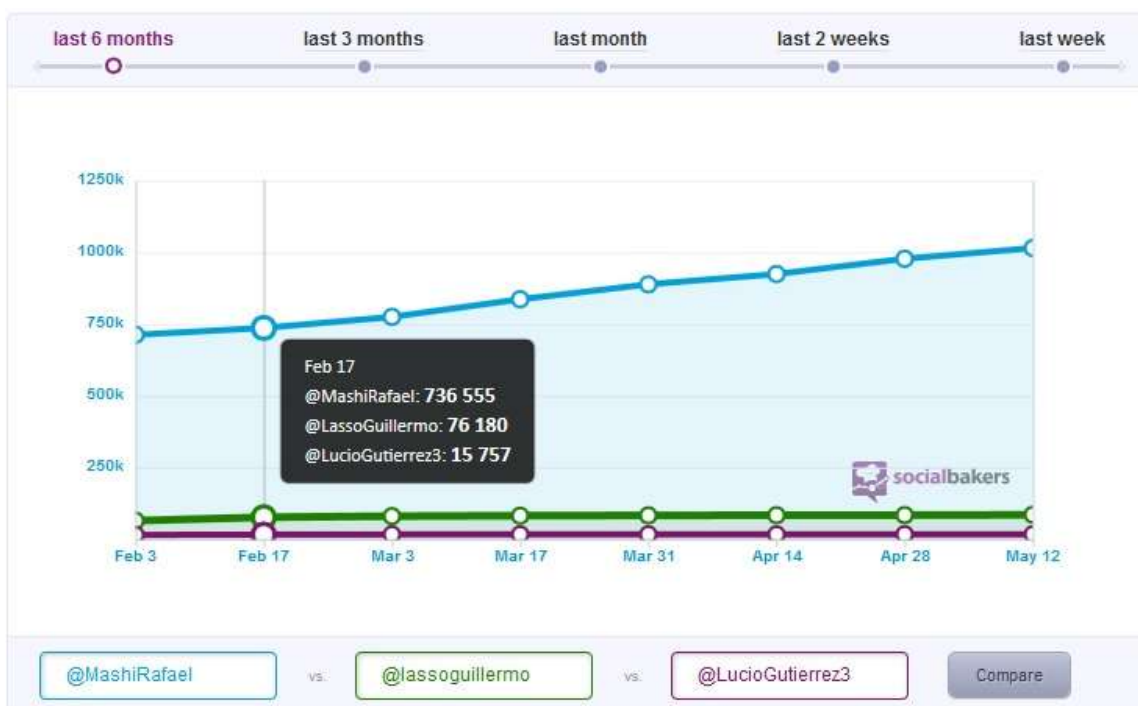 last 6 months last 3 months last month last 2 weeks last week
1250k
1000k
750k
500k
250k
Feb 17
@MashiRafael: 736 555
@LassoGuillermo: 76 180
@LucioGutierrez3: 15 757
socialbakers
Feb 3 Feb 17 Mar 3 Mar 17 Mar 31 Apr 14 Apr 28 May 12
@MashiRafael vs. @lassoguillermo vs. @LucioGutierrez3 Compare